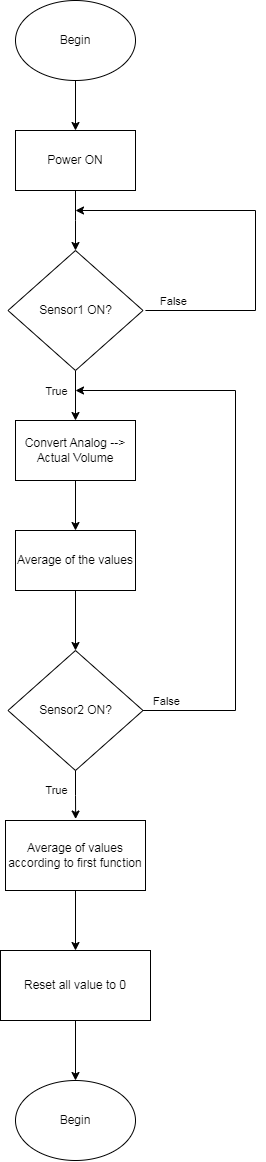 Begin
Power ON
Sensor1 ON?
False
True
Convert Analog -->
Actual Volume
Average of the values
Sensor2 ON?
False
True
Average of values
according to first function
Reset all value to 0
Begin